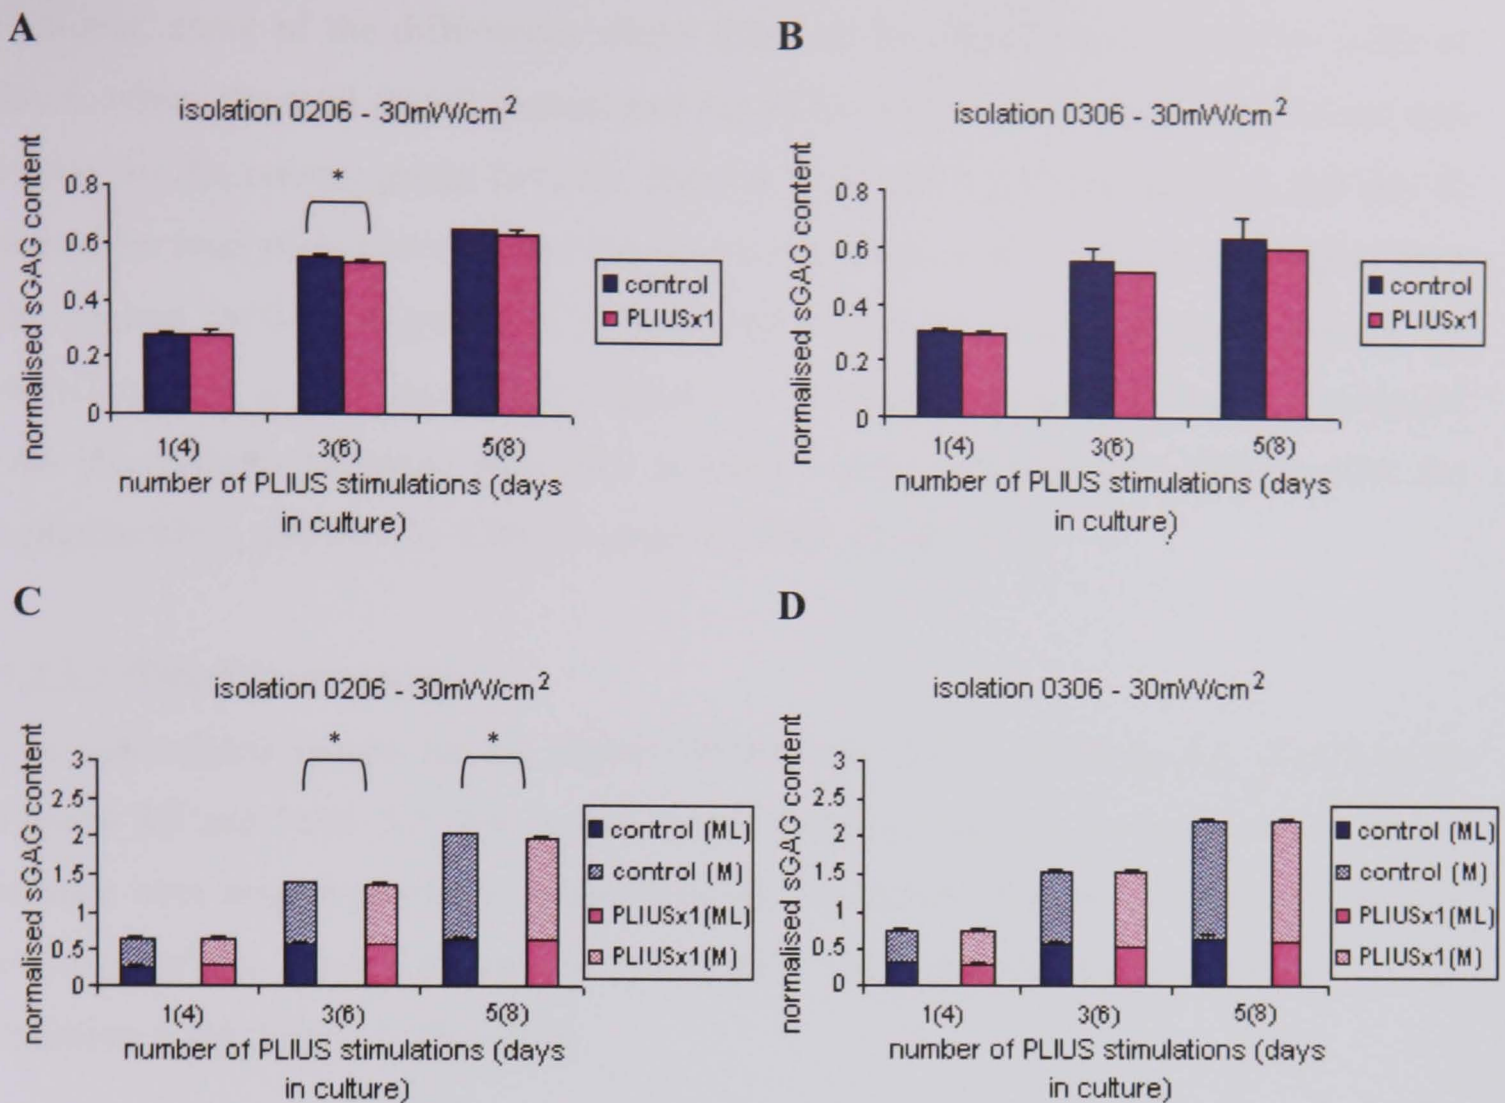 A
isolation 0206 - 30mW/cm²
normalised sGAG content
0.8
0.6
0.4
0.2
0
*
1(4) 3(6) 5(8)
number of PLIUS stimulations (days
in culture)
control
PLIUSx1
B
isolation 0306 - 30mW/cm²
normalised sGAG content
0.8
0.6
0.4
0.2
0
1(4) 3(6) 5(8)
number of PLIUS stimulations (days
in culture)
control
PLIUSx1
C
isolation 0206 - 30mW/cm²
normalised sGAG content
3
2.5
2
1.5
1
0.5
0
* *
1(4) 3(6) 5(8)
number of PLIUS stimulations (days
in culture)
control (ML)
control (M)
PLIUSx1(ML)
PLIUSx1(M)
D
isolation 0306 - 30mW/cm²
normalised sGAG content
3
2.5
2
1.5
1
0.5
0
1(4) 3(6) 5(8)
number of PLIUS stimulations (days
in culture)
control (ML)
control (M)
PLIUSx1(ML)
PLIUSx1(M)